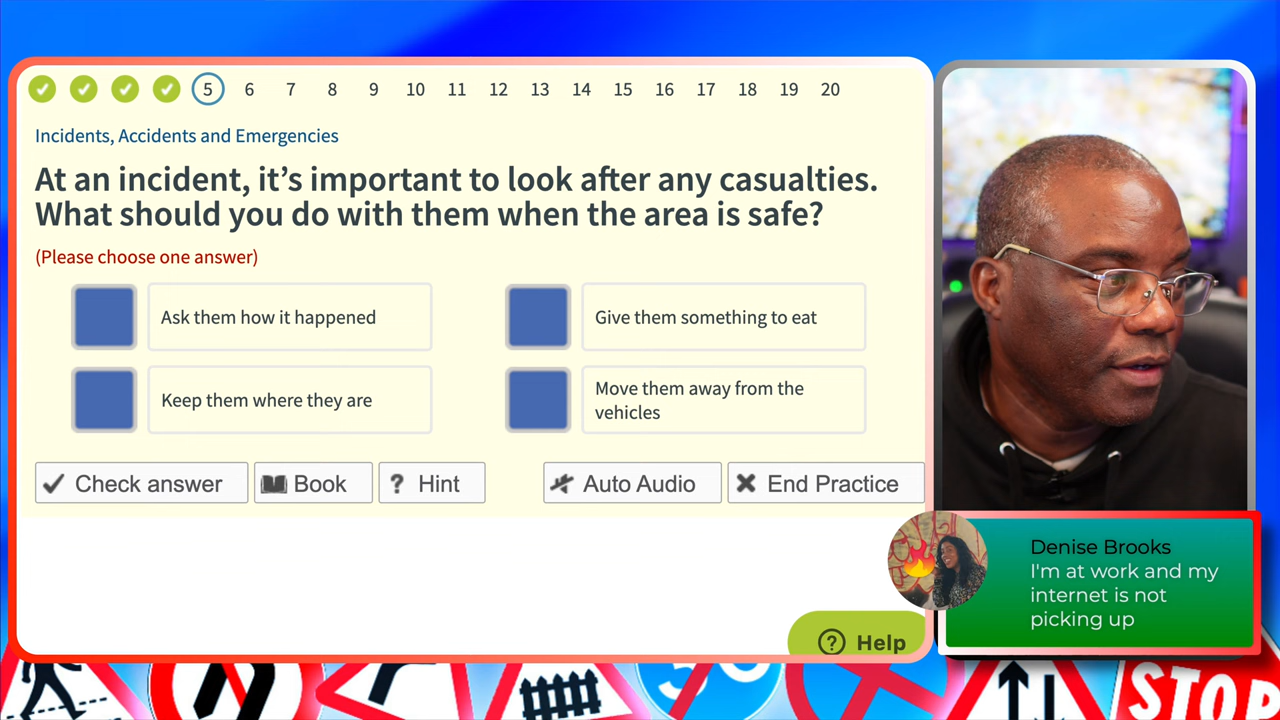 5 6 7 8 9 10 11 12 13 14 15 16 17 18 19 20
Incidents, Accidents and Emergencies
At an incident, it’s important to look after any casualties.
What should you do with them when the area is safe?
(Please choose one answer)
Ask them how it happened
Give them something to eat
Keep them where they are
Move them away from the
vehicles
Check answer
Book
? Hint
Auto Audio
End Practice
Denise Brooks
I'm at work and my
internet is not
picking up
? Help
STOP